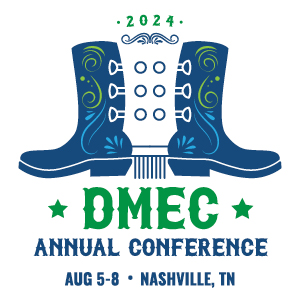 · 2024 ·
DMEC
ANNUAL CONFERENCE
AUG 5-8 • NASHVILLE, TN